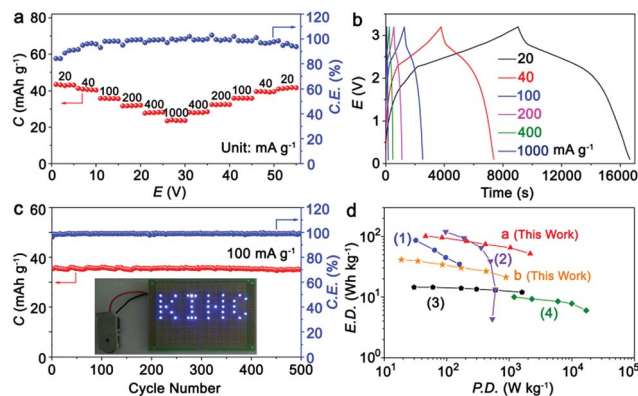 a
80
60
40
20
0
C (mAh g⁻¹)
120
100
80
60
40
20
0
C.E. (%)
20 40 100 200 400 1000 400 200 100 40 20
Unit: mA g⁻¹
0 10 20 30 40 50
E (V)
b
3
2
1
0
E (V)
20
40
100
200
400
1000 mA g⁻¹
0 4000 8000 12000 16000
Time (s)
c
60
40
20
0
C (mAh g⁻¹)
120
100
80
60
40
20
0
C.E. (%)
100 mA g⁻¹
KIHC
0 100 200 300 400 500
Cycle Number
d
10³
10²
10¹
10⁰
E.D. (Wh kg⁻¹)
a (This Work)
(1)
(2)
b (This Work)
(3)
(4)
10¹ 10² 10³ 10⁴ 10⁵
P.D. (W kg⁻¹)